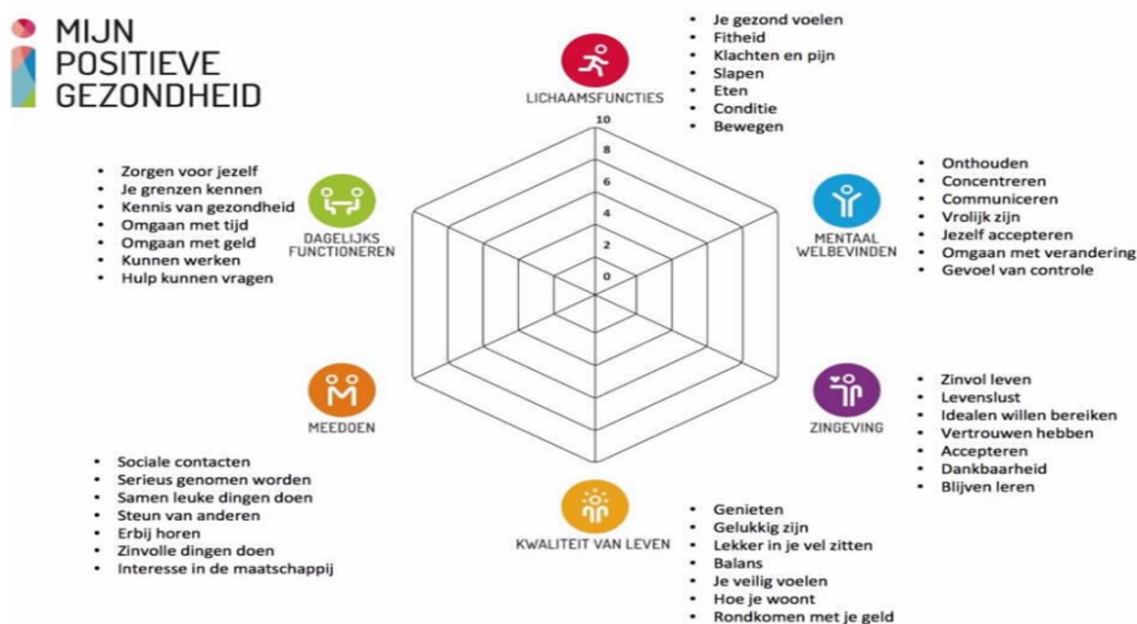 MIJN
POSITIEVE
GEZONDHEID
LICHAAMSFUNCTIES
• Je gezond voelen
• Fitheid
• Klachten en pijn
• Slapen
• Eten
• Conditie
• Bewegen
10
8
6
4
2
0
MENTAAL
WELBEVINDEN
• Onthouden
• Concentreren
• Communiceren
• Vrolijk zijn
• Jezelf accepteren
• Omgaan met verandering
• Gevoel van controle
ZINGEVING
• Zinvol leven
• Levenslust
• Idealen willen bereiken
• Vertrouwen hebben
• Accepteren
• Dankbaarheid
• Blijven leren
KWALITEIT VAN LEVEN
• Genieten
• Gelukkig zijn
• Lekker in je vel zitten
• Balans
• Je veilig voelen
• Hoe je woont
• Rondkomen met je geld
MEEDOEN
• Sociale contacten
• Serieus genomen worden
• Samen leuke dingen doen
• Steun van anderen
• Erbij horen
• Zinvolle dingen doen
• Interesse in de maatschappij
DAGELIJKS
FUNCTIONEREN
• Zorgen voor jezelf
• Je grenzen kennen
• Kennis van gezondheid
• Omgaan met tijd
• Omgaan met geld
• Kunnen werken
• Hulp kunnen vragen